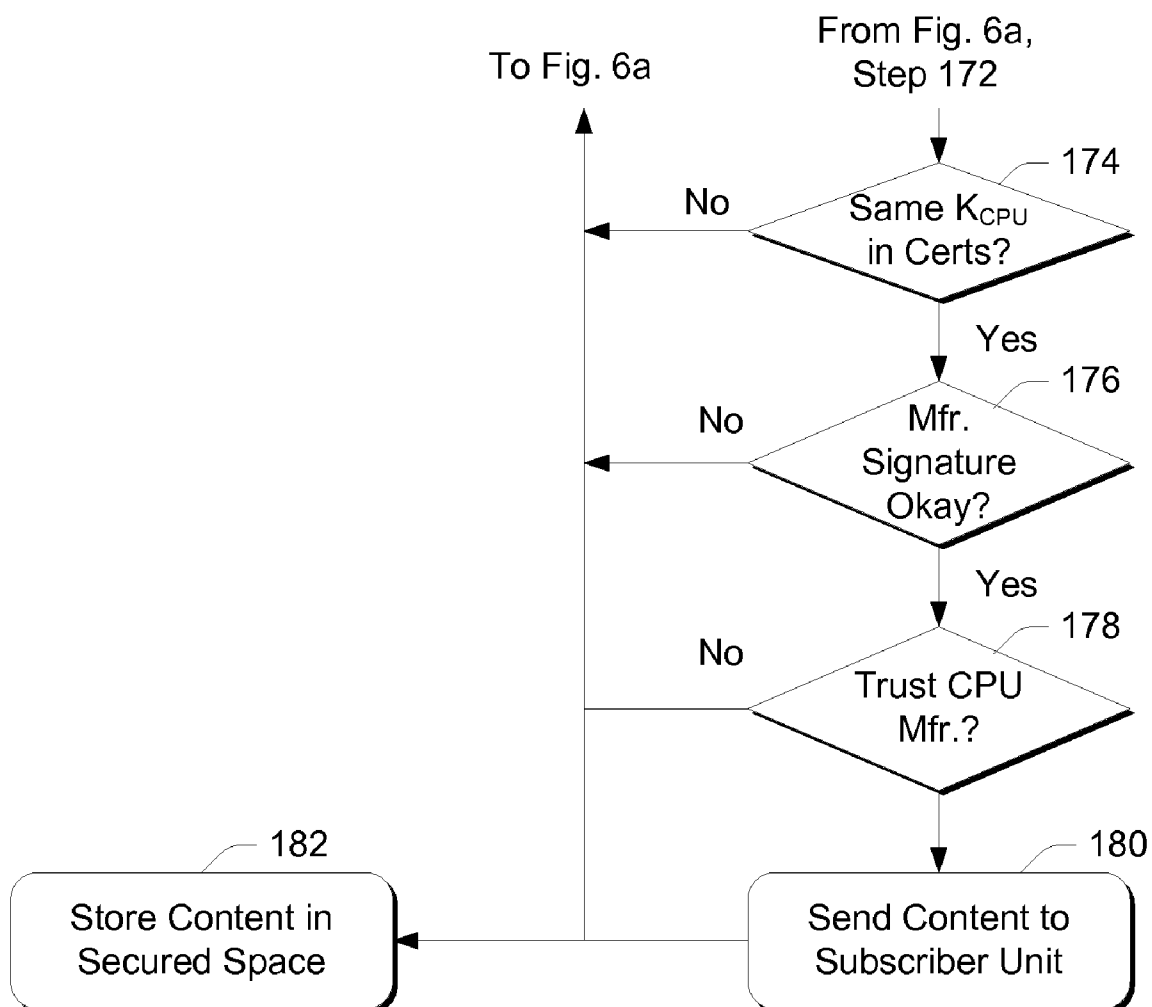 To Fig. 6a
From Fig. 6a,
Step 172
174
No
Same KCPU
in Certs?
Yes
176
No
Mfr.
Signature
Okay?
Yes
178
No
Trust CPU
Mfr.?
182
180
Store Content in
Secured Space
Send Content to
Subscriber Unit